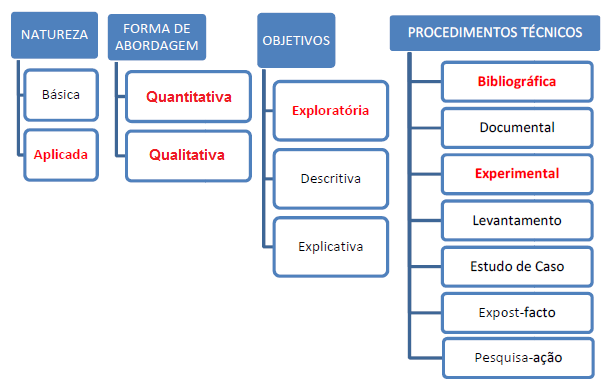 NATUREZA
Básica
Aplicada
FORMA DE
ABORDAGEM
Quantitativa
Qualitativa
OBJETIVOS
Exploratória
Descritiva
Explicativa
PROCEDIMENTOS TÉCNICOS
Bibliográfica
Documental
Experimental
Levantamento
Estudo de Caso
Expost-facto
Pesquisa-ação